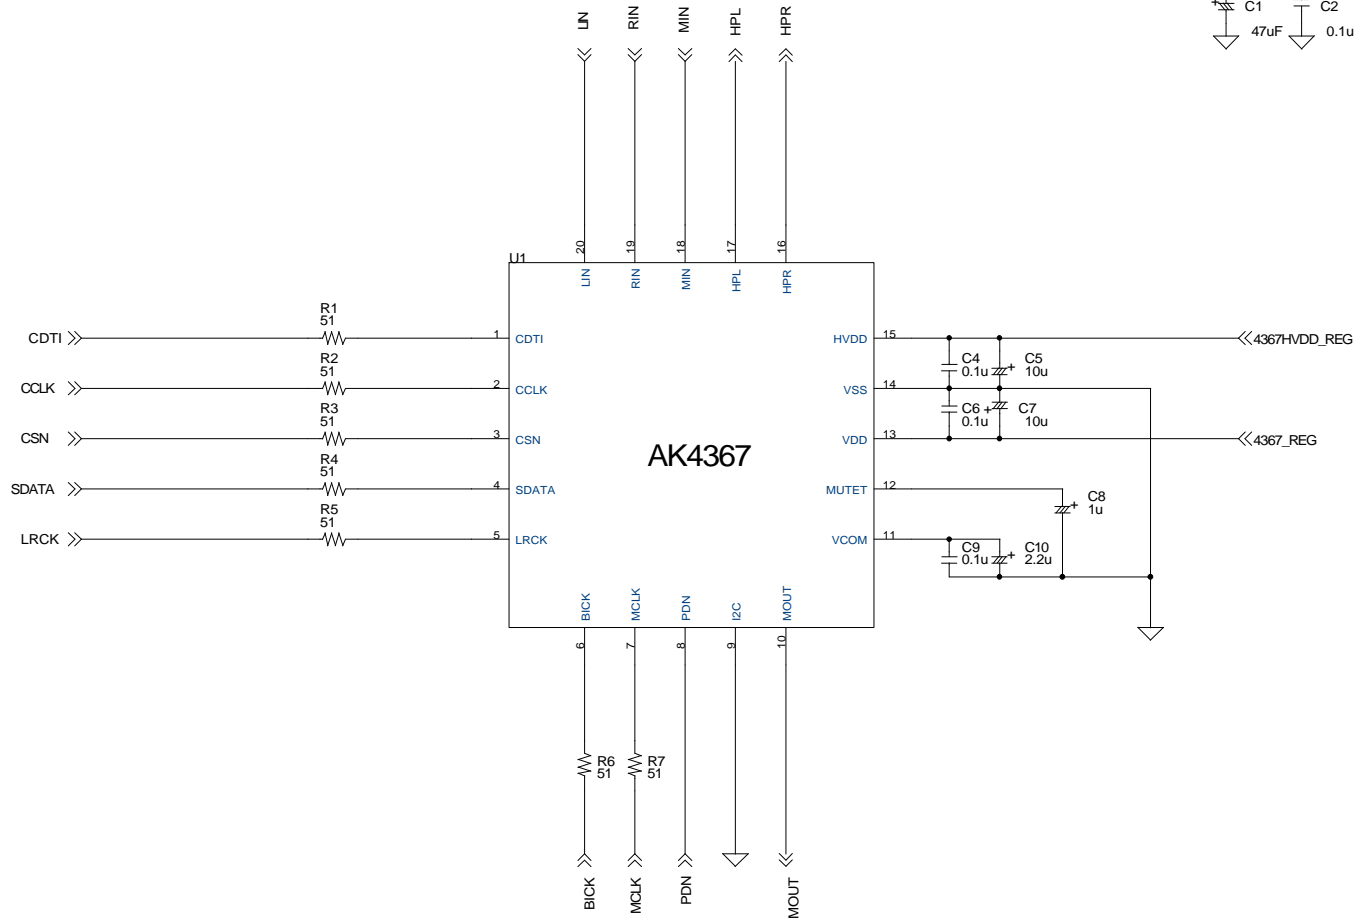 LIN
RIN
MIN
HPL
HPR
+
C1
47uF
C2
0.1u
20
19
18
17
16
U1
LIN
RIN
MIN
HPL
HPR
CDTI
R1
51
1
CDTI
CCLK
R2
51
2
CCLK
CSN
R3
51
3
CSN
SDATA
R4
51
4
SDATA
LRCK
R5
51
5
LRCK
AK4367
HVDD
15
4367HVDD_REG
C4
0.1u
+
C5
10u
VSS
14
C6
0.1u
+
C7
10u
VDD
13
4367_REG
MUTET
12
+
C8
1u
VCOM
11
C9
0.1u
+
C10
2.2u
BICK
MCLK
PDN
I2C
MOUT
6
7
8
9
10
R6
51
R7
51
BICK
MCLK
PDN
MOUT